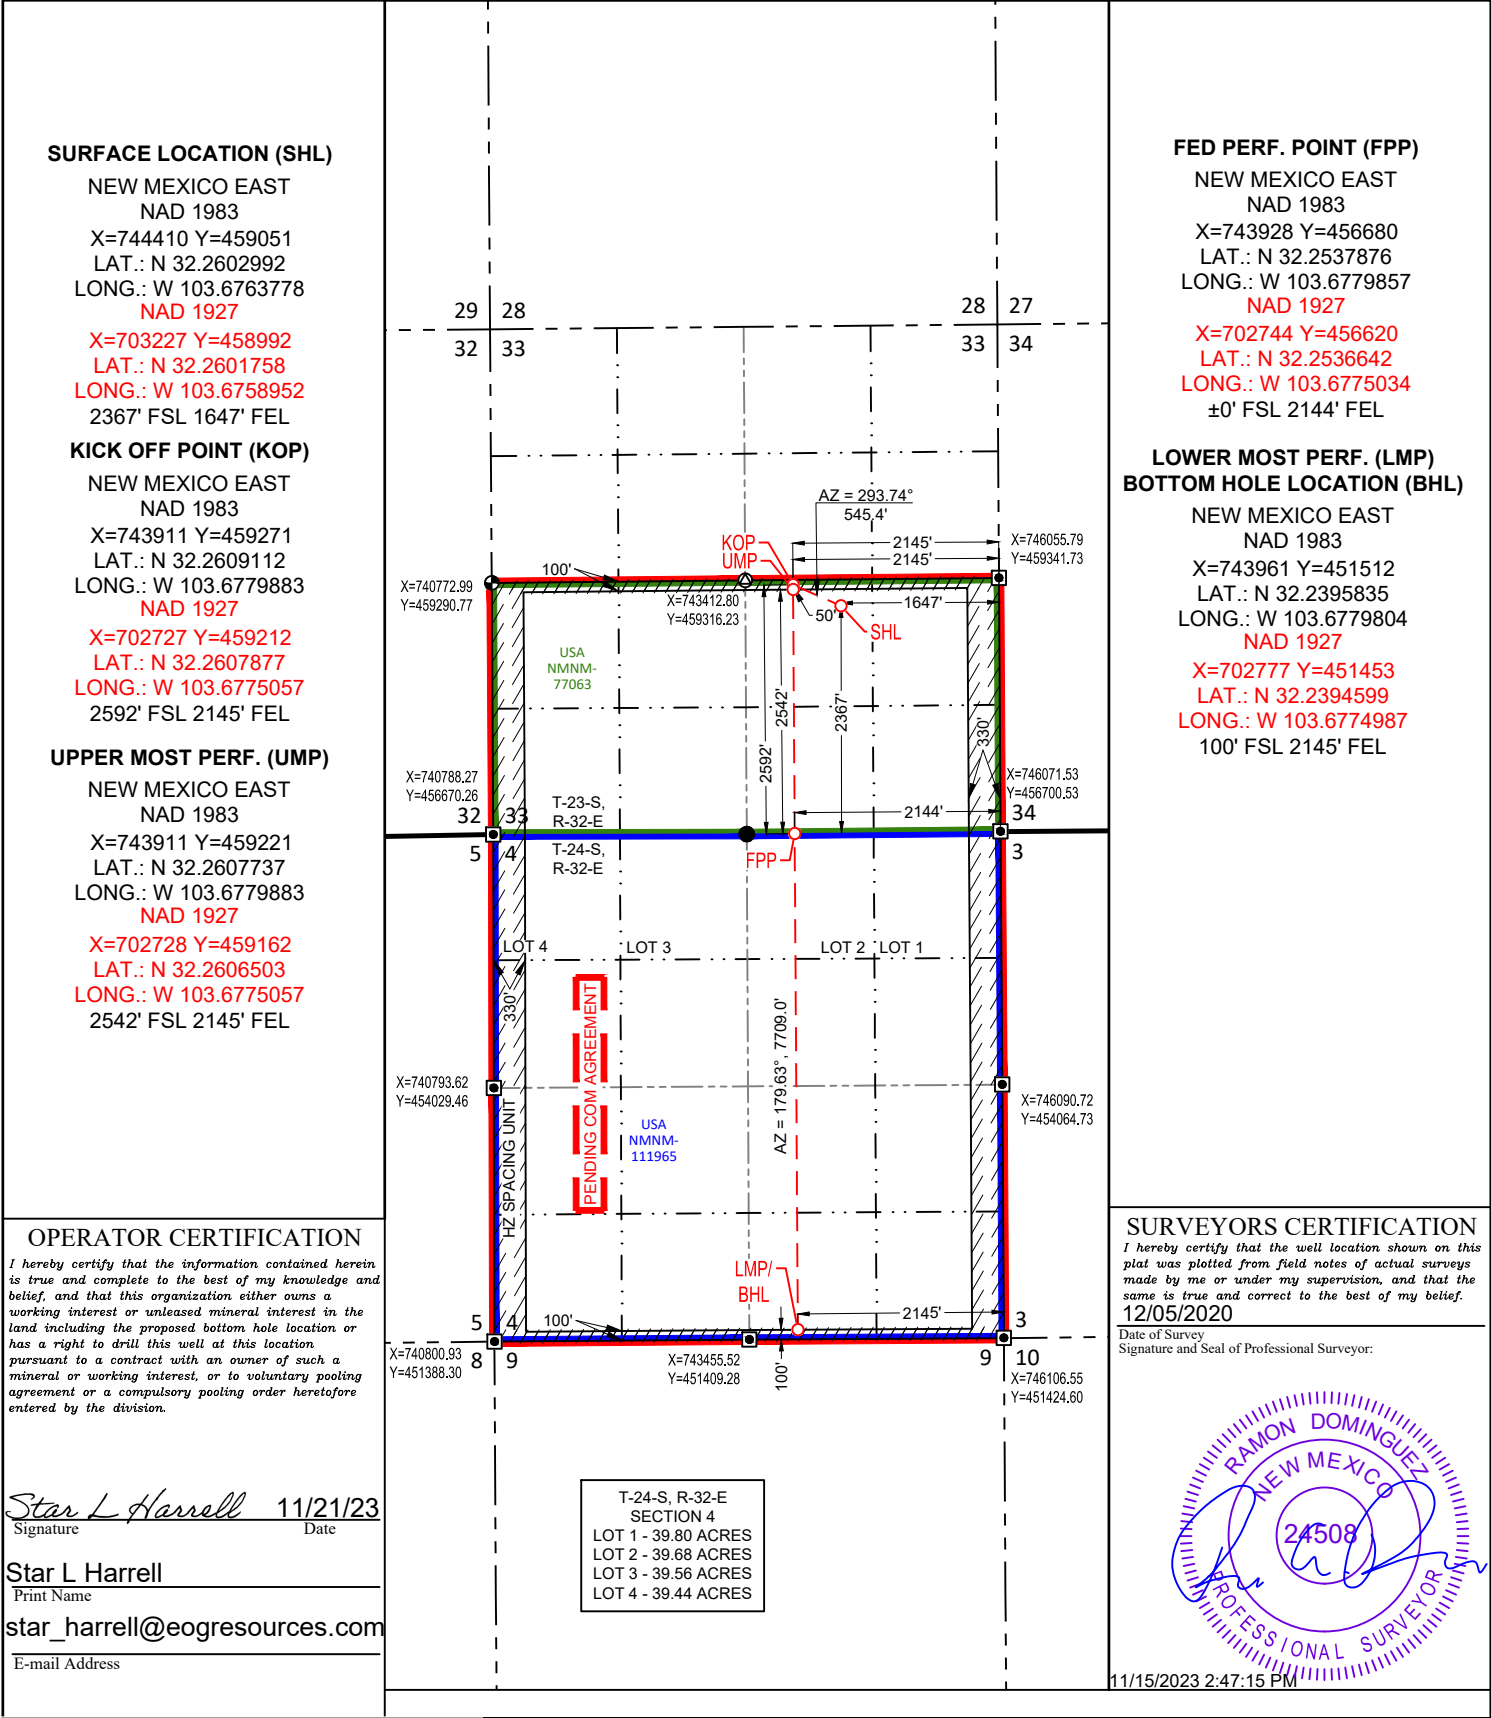 SURFACE LOCATION (SHL)
NEW MEXICO EAST
NAD 1983
X=744410 Y=459051
LAT.: N 32.2602992
LONG.: W 103.6763778
NAD 1927
X=703227 Y=458992
LAT.: N 32.2601758
LONG.: W 103.6758952
2367' FSL 1647' FEL
KICK OFF POINT (KOP)
NEW MEXICO EAST
NAD 1983
X=743911 Y=459271
LAT.: N 32.2609112
LONG.: W 103.6779883
NAD 1927
X=702727 Y=459212
LAT.: N 32.2607877
LONG.: W 103.6775057
2592' FSL 2145' FEL
UPPER MOST PERF. (UMP)
NEW MEXICO EAST
NAD 1983
X=743911 Y=459221
LAT.: N 32.2607737
LONG.: W 103.6779883
NAD 1927
X=702728 Y=459162
LAT.: N 32.2606503
LONG.: W 103.6775057
2542' FSL 2145' FEL
OPERATOR CERTIFICATION
I hereby certify that the information contained herein
is true and complete to the best of my knowledge and
belief, and that this organization either owns a
working interest or unleased mineral interest in the
land including the proposed bottom hole location or
has a right to drill this well at this location
pursuant to a contract with an owner of such a
mineral or working interest, or to voluntary pooling
agreement or a compulsory pooling order heretofore
entered by the division.
Star L Harrell 11/21/23
Signature Date
Star L Harrell
Print Name
star_harrell@eogresources.com
E-mail Address
29 28
28 27
32 33
33 34
AZ = 293.74°
545.4'
KOP
UMP
2145'
2145'
X=746055.79
Y=459341.73
100'
X=740772.99
Y=459290.77
X=743412.80
Y=459316.23
50'
1647'
SHL
USA
NMNM-
77063
2592'
2542'
2367'
330'
X=740788.27
Y=456670.26
X=746071.53
Y=456700.53
32 33
T-23-S,
R-32-E
2144'
34
5 4
T-24-S,
R-32-E
FPP
3
LOT 4
LOT 3
LOT 2
LOT 1
330'
PENDING COM AGREEMENT
AZ = 179.63°, 7709.0'
X=740793.62
Y=454029.46
X=746090.72
Y=454064.73
HZ SPACING UNIT
USA
NMNM-
111965
LMP/
BHL
2145'
100'
5 4
3
8 9
9 10
X=740800.93
Y=451388.30
X=743455.52
Y=451409.28
100'
X=746106.55
Y=451424.60
T-24-S, R-32-E
SECTION 4
LOT 1 - 39.80 ACRES
LOT 2 - 39.68 ACRES
LOT 3 - 39.56 ACRES
LOT 4 - 39.44 ACRES
FED PERF. POINT (FPP)
NEW MEXICO EAST
NAD 1983
X=743928 Y=456680
LAT.: N 32.2537876
LONG.: W 103.6779857
NAD 1927
X=702744 Y=456620
LAT.: N 32.2536642
LONG.: W 103.6775034
±0' FSL 2144' FEL
LOWER MOST PERF. (LMP)
BOTTOM HOLE LOCATION (BHL)
NEW MEXICO EAST
NAD 1983
X=743961 Y=451512
LAT.: N 32.2395835
LONG.: W 103.6779804
NAD 1927
X=702777 Y=451453
LAT.: N 32.2394599
LONG.: W 103.6774987
100' FSL 2145' FEL
SURVEYORS CERTIFICATION
I hereby certify that the well location shown on this
plat was plotted from field notes of actual surveys
made by me or under my supervision, and that the
same is true and correct to the best of my belief.
12/05/2020
Date of Survey
Signature and Seal of Professional Surveyor:
RAMON DOMINGUEZ
NEW MEXICO
24508
PROFESSIONAL SURVEYOR
11/15/2023 2:47:15 PM